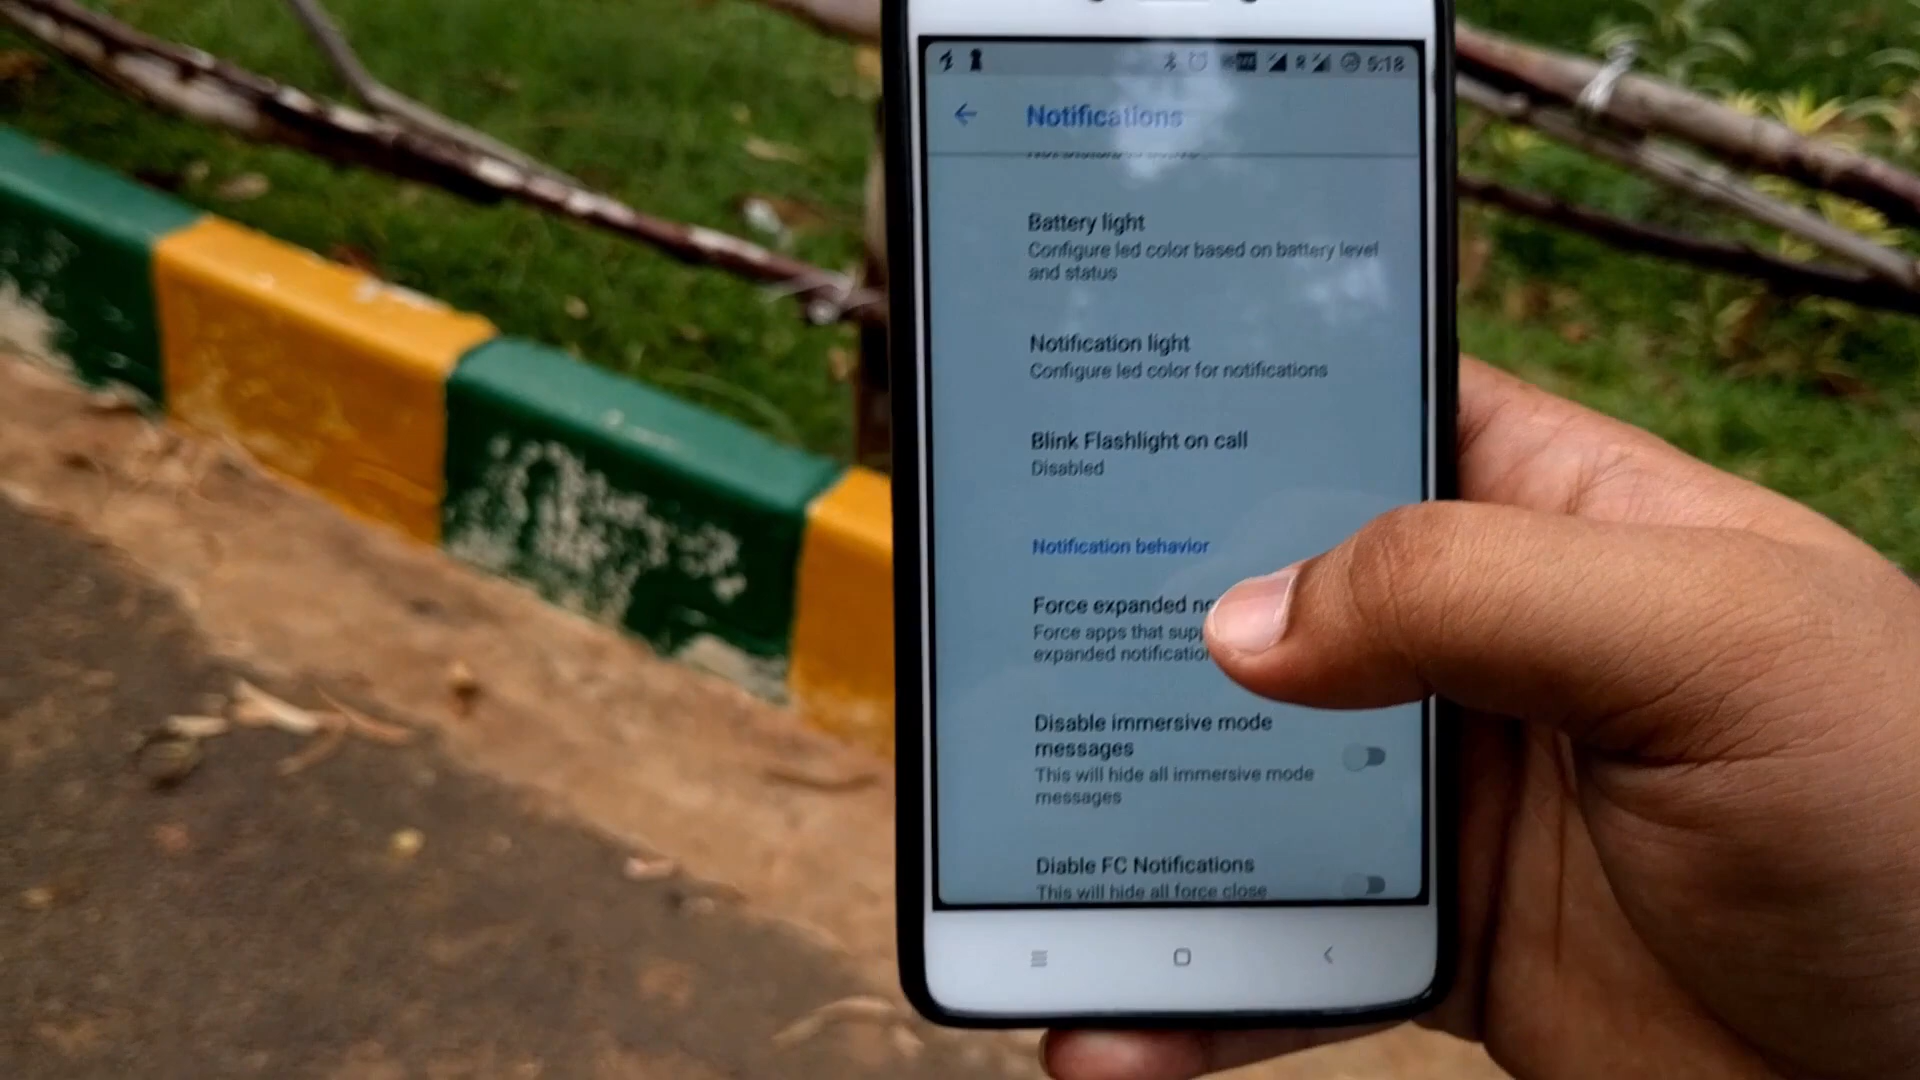 5:18
Notifications
Battery light
Configure led color based on battery level
and status
Notification light
Configure led color for notifications
Blink Flashlight on call
Disabled
Notification behavior
Force expanded
Force apps that
expanded
Disable immersive mode
messages
This will hide all immersive mode
messages
Diable FC Notifications
This will hide all force close